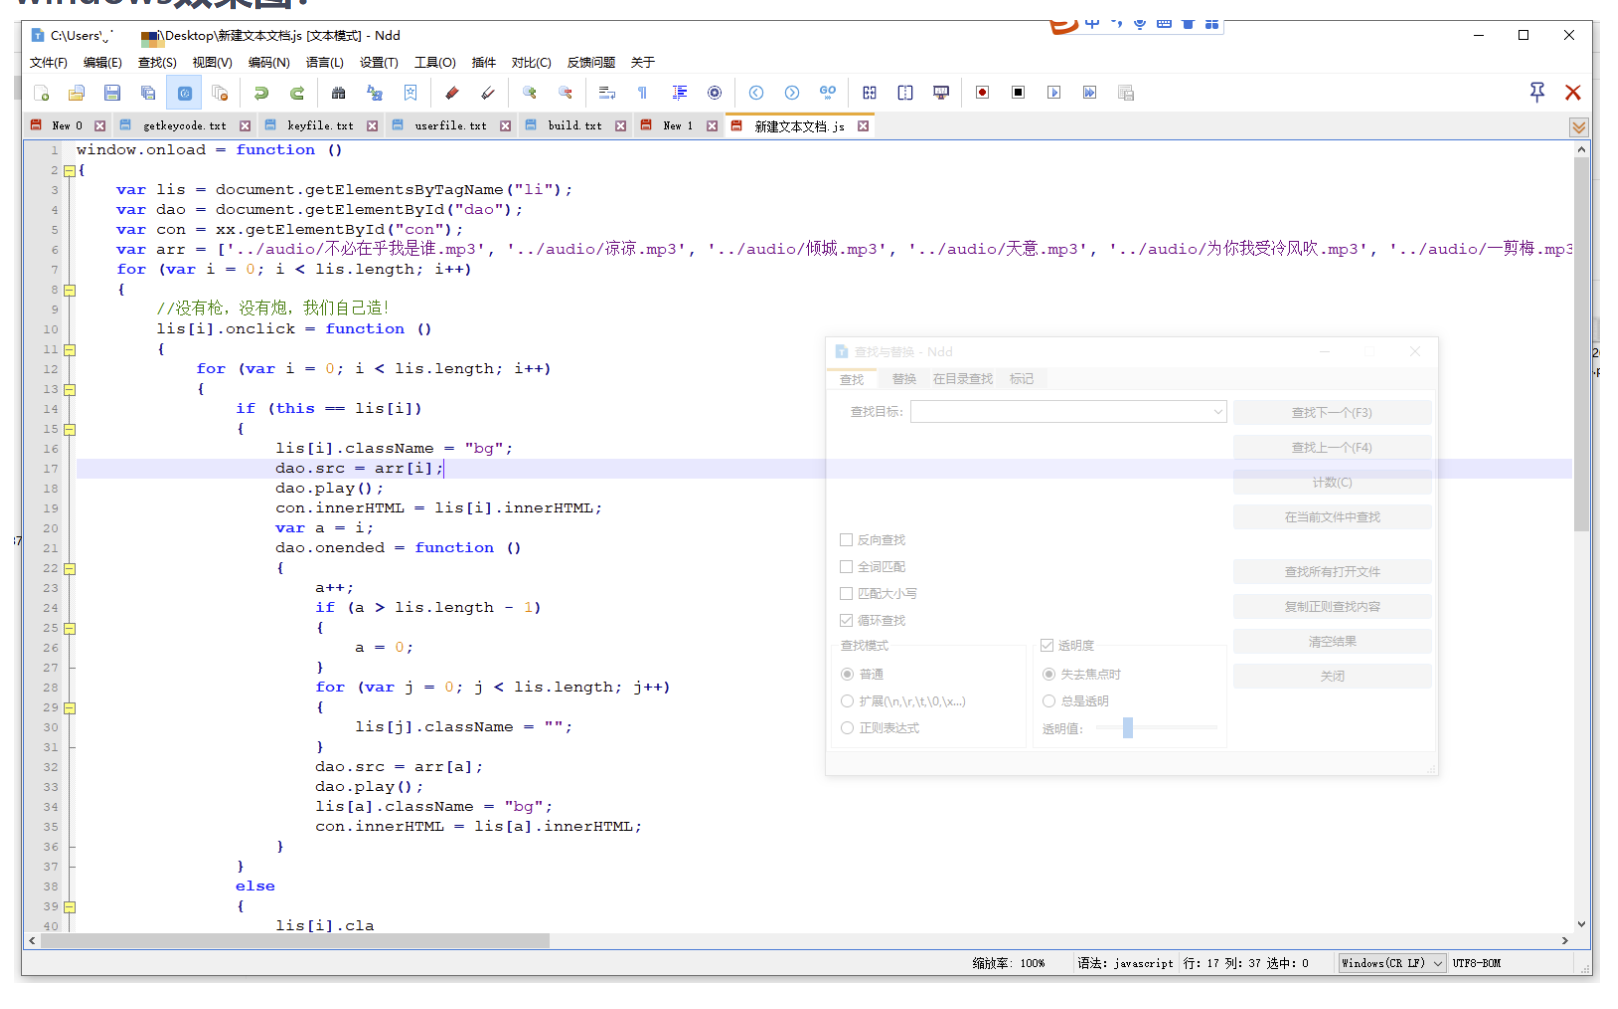 windows效果图：
C:\Users\ i\Desktop\新建文本文档.js [文本模式] - Ndd
中
文件(F) 编辑(E) 查找(S) 视图(V) 编码(N) 语言(L) 设置(T) 工具(O) 插件 对比(C) 反馈问题 关于
New 0 getkeycode.txt keyfile.txt userfile.txt build.txt New 1 新建文本文档.js
1 window.onload = function ()
2 {
3 var lis = document.getElementsByTagName("li");
4 var dao = document.getElementById("dao");
5 var con = xx.getElementById("con");
6 var arr = ['../audio/不必在乎我是谁.mp3', '../audio/凉凉.mp3', '../audio/倾城.mp3', '../audio/天意.mp3', '../audio/为你我受冷风吹.mp3', '../audio/一剪梅.mp3
7 for (var i = 0; i < lis.length; i++)
8 {
9 //没有枪，没有炮，我们自己造！
10 lis[i].onclick = function ()
11 {
12 for (var i = 0; i < lis.length; i++)
13 {
14 if (this == lis[i])
15 {
16 lis[i].className = "bg";
17 dao.src = arr[i];
18 dao.play();
19 con.innerHTML = lis[i].innerHTML;
20 var a = i;
21 dao.onended = function ()
22 {
23 a++;
24 if (a > lis.length - 1)
25 {
26 a = 0;
27 }
28 for (var j = 0; j < lis.length; j++)
29 {
30 lis[j].className = "";
31 }
32 dao.src = arr[a];
33 dao.play();
34 lis[a].className = "bg";
35 con.innerHTML = lis[a].innerHTML;
36 }
37 }
38 else
39 {
40 lis[i].cla
查找与替换 - Ndd
查找 替换 在目录查找 标记
查找目标:
查找下一个(F3)
查找上一个(F4)
计数(C)
在当前文件中查找
查找所有打开文件
复制正则查找内容
清空结果
关闭
反向查找
全词匹配
匹配大小写
循环查找
查找模式
普通
扩展(\n,\r,\t,\0,\x...)
正则表达式
透明度
失去焦点时
总是透明
透明值:
缩放率: 100% 语法: javascript 行: 17 列: 37 选中: 0 Windows(CR LF) UTF8-BOM